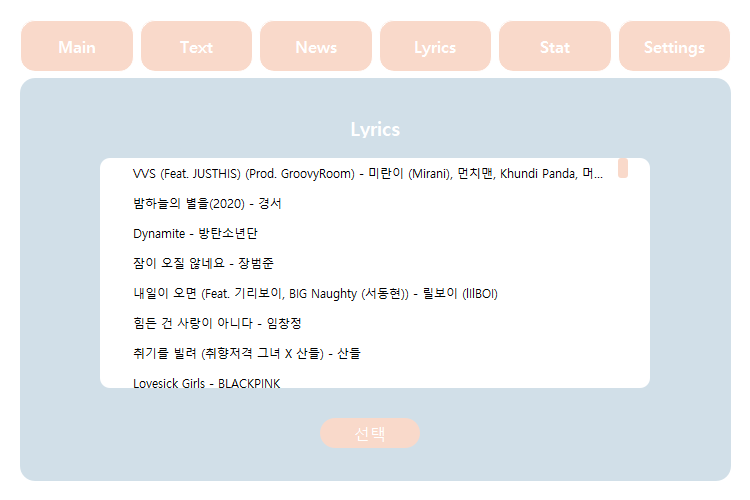 Main Text News Lyrics Stat Settings
Lyrics
VVS (Feat. JUSTHIS) (Prod. GroovyRoom) - 미란이 (Mirani), 먼치맨, Khundi Panda, 머...
밤하늘의 별을(2020) - 경서
Dynamite - 방탄소년단
잠이 오질 않네요 - 장범준
내일이 오면 (Feat. 기리보이, BIG Naughty (서동현)) - 릴보이 (lIlBOI)
힘든 건 사랑이 아니다 - 임창정
취기를 빌려 (취향저격 그녀 X 산들) - 산들
Lovesick Girls - BLACKPINK
선택